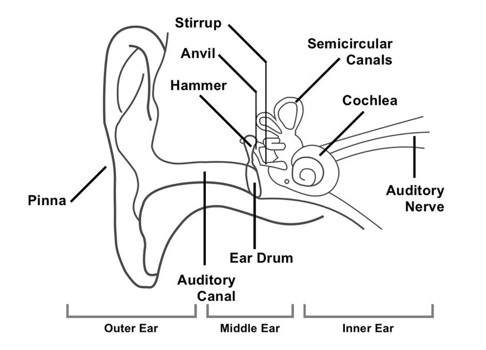 Stirrup
Anvil
Hammer
Semicircular
Canals
Cochlea
Pinna
Auditory
Nerve
Ear Drum
Auditory
Canal
Outer Ear
Middle Ear
Inner Ear